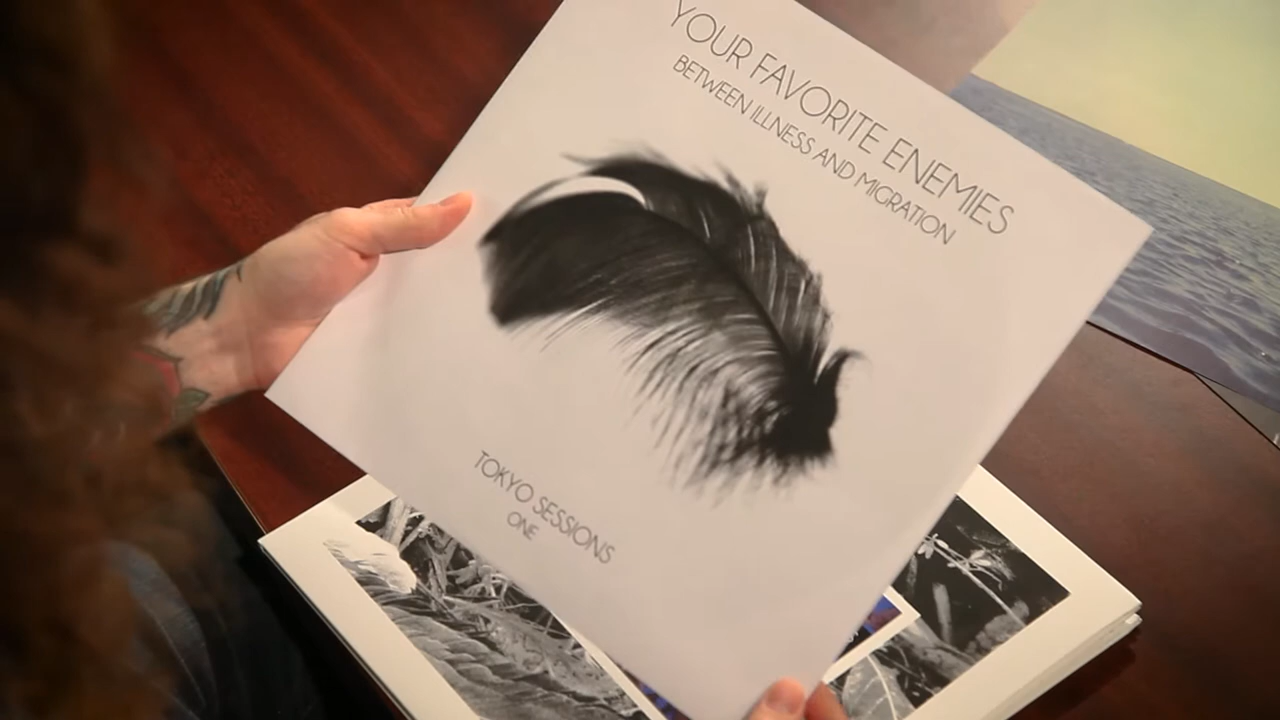 YOUR FAVORITE ENEMIES
BETWEEN ILLNESS AND MIGRATION
TOKYO SESSIONS
ONE